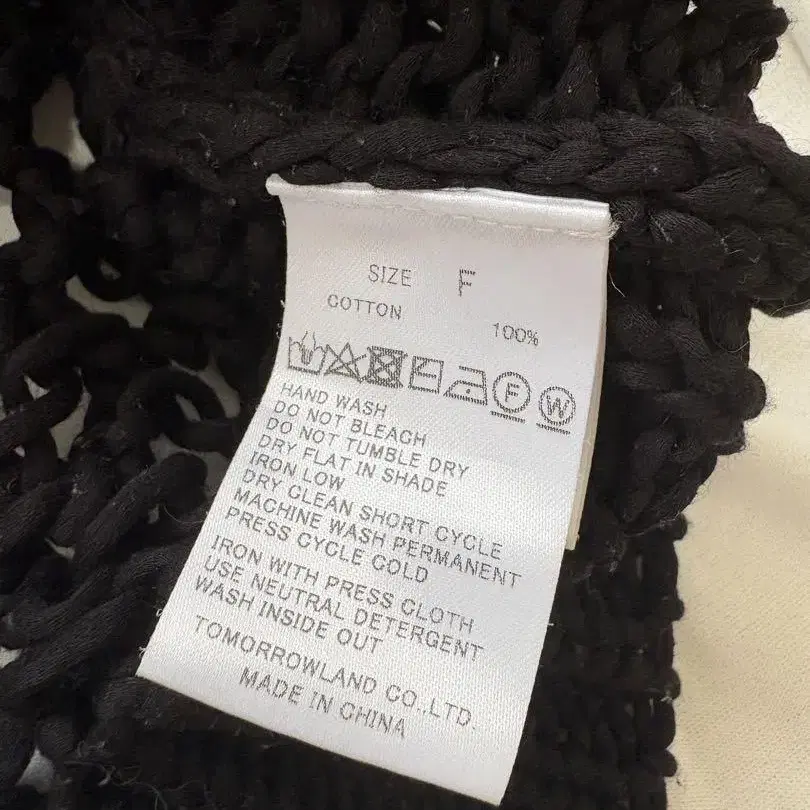 SIZE F
COTTON 100%
F W
HAND WASH
DO NOT BLEACH
DO NOT TUMBLE DRY
DRY FLAT IN SHADE
IRON LOW
DRY CLEAN SHORT CYCLE
MACHINE WASH PERMANENT
PRESS CYCLE COLD
IRON WITH PRESS CLOTH
USE NEUTRAL DETERGENT
WASH INSIDE OUT
TOMORROWLAND CO.,LTD.
MADE IN CHINA